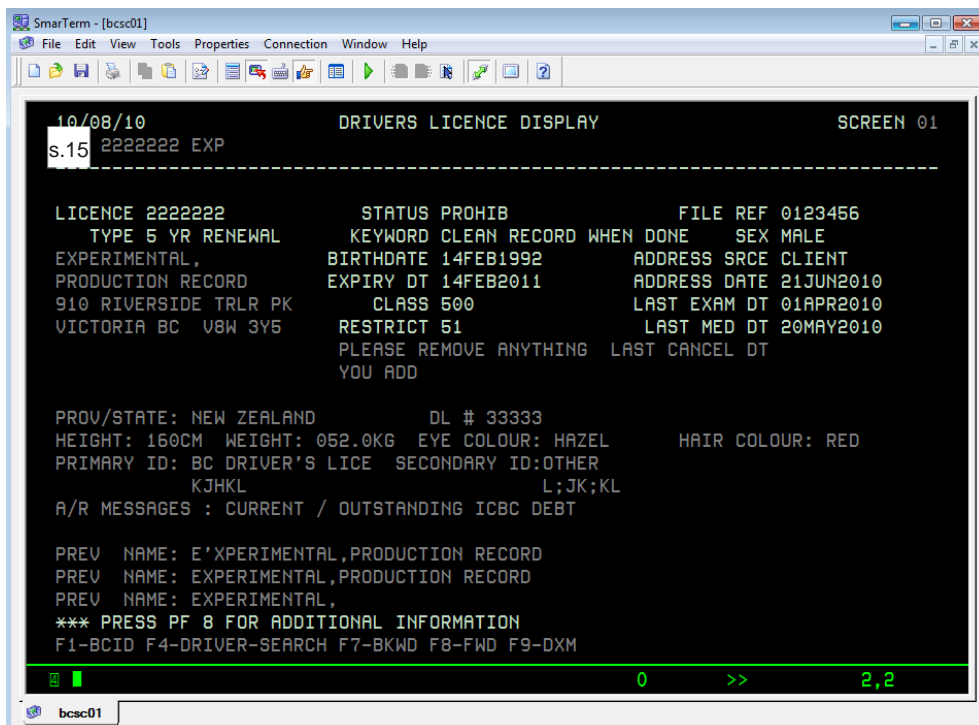 SmarTerm - [bcsc01]
File Edit View Tools Properties Connection Window Help
10/08/10 DRIVERS LICENCE DISPLAY SCREEN 01
s.15 2222222 EXP
LICENCE 2222222 STATUS PROHIB FILE REF 0123456
TYPE 5 YR RENEWAL KEYWORD CLEAN RECORD WHEN DONE SEX MALE
EXPERIMENTAL, BIRTHDATE 14FEB1992 ADDRESS SRCE CLIENT
PRODUCTION RECORD EXPIRY DT 14FEB2011 ADDRESS DATE 21JUN2010
910 RIVERSIDE TRLR PK CLASS 500 LAST EXAM DT 01APR2010
VICTORIA BC V8W 3Y5 RESTRICT 51 LAST MED DT 20MAY2010
PLEASE REMOVE ANYTHING LAST CANCEL DT
YOU ADD
PROV/STATE: NEW ZEALAND DL # 33333
HEIGHT: 160CM WEIGHT: 052.0KG EYE COLOUR: HAZEL HAIR COLOUR: RED
PRIMARY ID: BC DRIVER'S LICE SECONDARY ID:OTHER
KJHKL L;JK;KL
A/R MESSAGES : CURRENT / OUTSTANDING ICBC DEBT
PREV NAME: E'XPERIMENTAL,PRODUCTION RECORD
PREV NAME: EXPERIMENTAL,PRODUCTION RECORD
PREV NAME: EXPERIMENTAL,
*** PRESS PF 8 FOR ADDITIONAL INFORMATION
F1-BCID F4-DRIVER-SEARCH F7-BKWD F8-FWD F9-DXM
4 0 >> 2,2
bcsc01